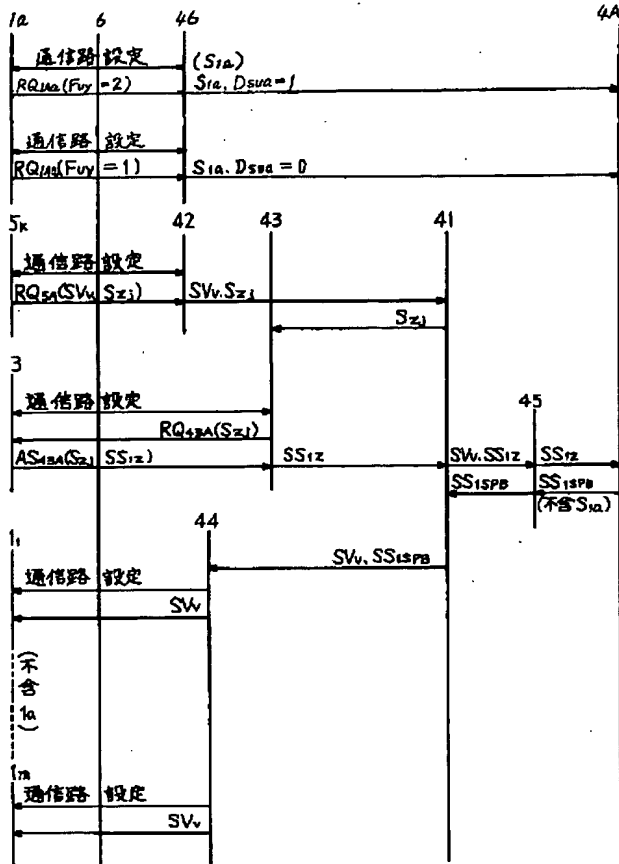 1a 6 46 4A
通信路 設定 (S1a)
RQ14a(Fuy=2) S1a, Dsua=1
通信路 設定
RQ14a(Fuy=1) S1a, Dsua=0
5k 42 43 41
通信路 設定
RQ5A(SVv, Szj) SVv, Szj
Szj
3
通信路 設定 45
RQ43A(Szj)
AS43A(Szj SS1z) SS1z SVv, SS1z SS1z
SS1SPB SS1SPB
(不含S1a)
44
11 SVv, SS1SPB
通信路 設定
SVv
(不含1a)
1m
通信路 設定
SVv